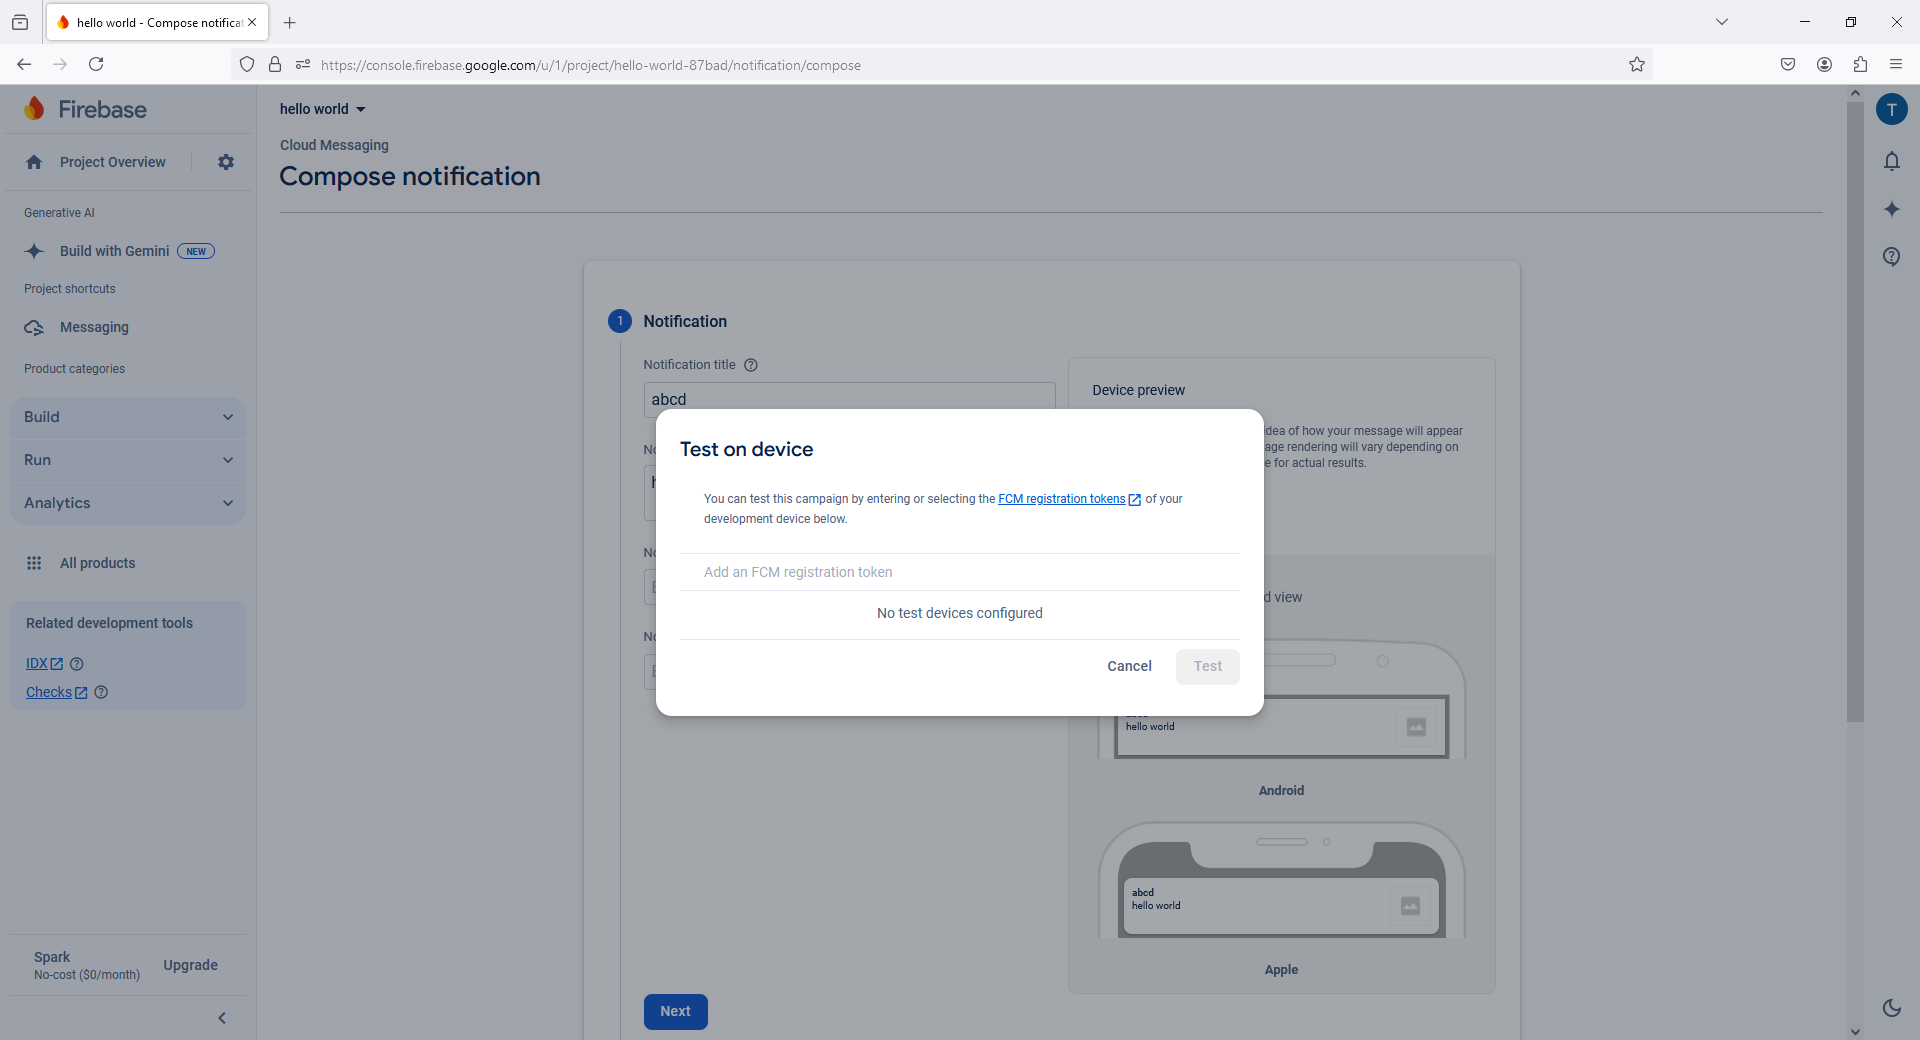 hello world - Compose notificat
https://console.firebase.google.com/u/1/project/hello-world-87bad/notification/compose
Firebase
Project Overview
Generative AI
Build with Gemini NEW
Project shortcuts
Messaging
Product categories
Build
Run
Analytics
All products
Related development tools
IDX
Checks
Spark
No-cost ($0/month)
Upgrade
hello world
Cloud Messaging
Compose notification
1 Notification
Notification title
abcd
Device preview
idea of how your message will appear
age rendering will vary depending on
e for actual results.
d view
Test on device
You can test this campaign by entering or selecting the FCM registration tokens of your
development device below.
Add an FCM registration token
No test devices configured
Cancel
Test
hello world
Android
abcd
hello world
Apple
Next
T